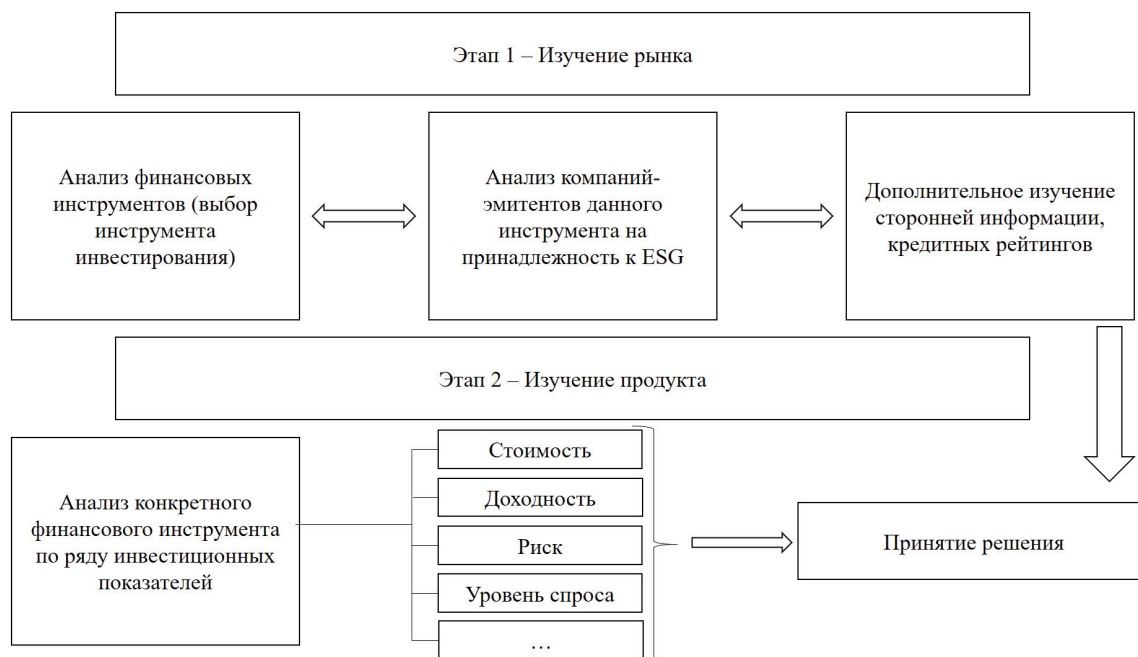 Этап 1 – Изучение рынка
Анализ финансовых
инструментов (выбор
инструмента
инвестирования)
Анализ компаний-
эмитентов данного
инструмента на
принадлежность к ESG
Дополнительное изучение
сторонней информации,
кредитных рейтингов
Этап 2 – Изучение продукта
Анализ конкретного
финансового инструмента
по ряду инвестиционных
показателей
Стоимость
Доходность
Риск
Уровень спроса
…
Принятие решения